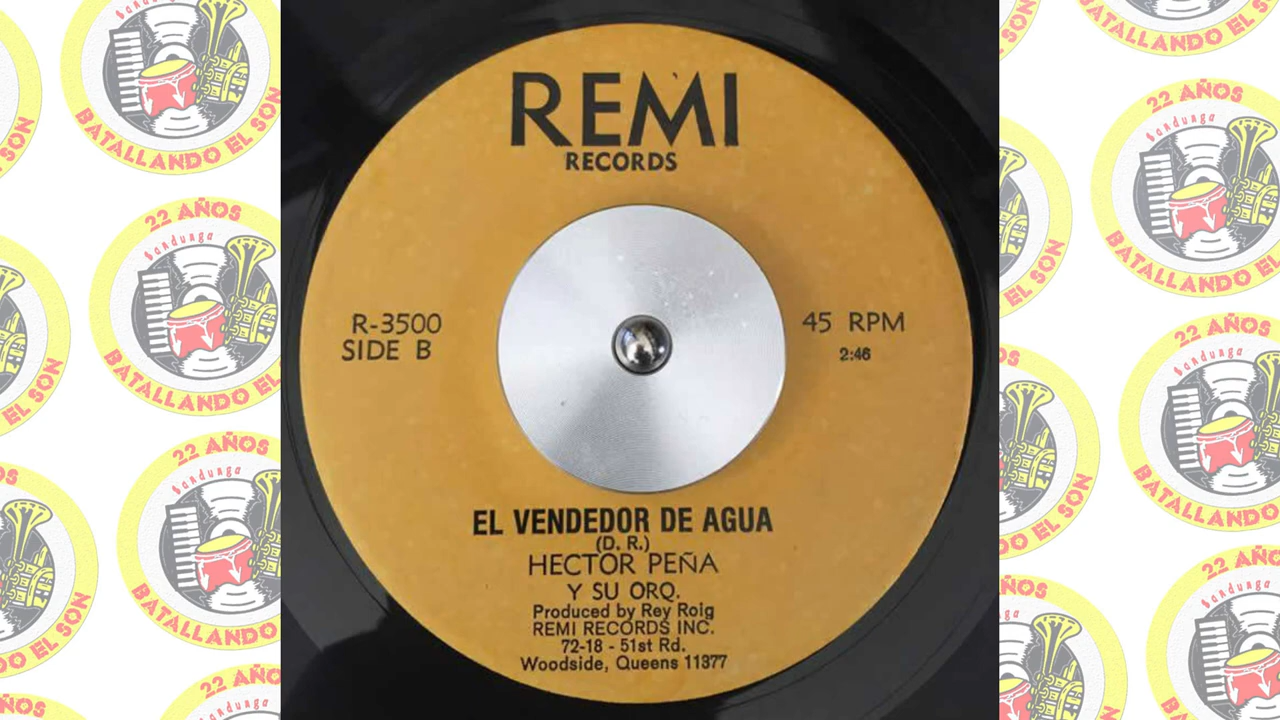 REMI
RECORDS
R-3500
SIDE B
45 RPM
2:46
EL VENDEDOR DE AGUA
(D. R.)
HECTOR PEÑA
Y SU ORQ.
Produced by Rey Roig
REMI RECORDS INC.
72-18 - 51st Rd.
Woodside, Queens 11377
22 AÑOS
Sandunga
BATALLANDO EL SON